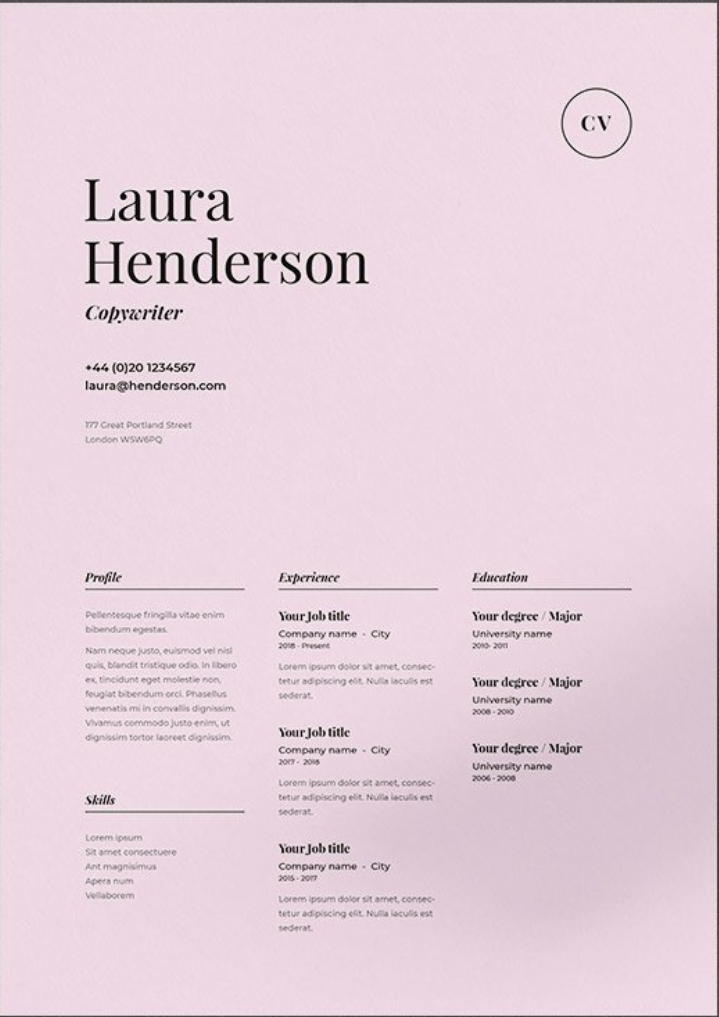 CV
Laura
Henderson
Copywriter
+44 (0)20 1234567
laura@henderson.com
177 Great Portland Street
London W5W6PQ
Profile
Pellentesque fringilla vitae enim
bibendum egestas.
Nam neque justo, euismod vel nisl
quis, blandit tristique odio. In libero
ex, tincidunt eget molestie non,
feugiat bibendum orci. Phasellus
venenatis mi in convallis dignissim.
Vivamus commodo justo enim, ut
dignissim tortor laoreet dignissim.
Skills
Lorem ipsum
Sit amet consectuere
Ant magnisimus
Apera num
Vellaborem
Experience
Your Job title
Company name - City
2018 - Present
Lorem ipsum dolor sit amet, consec-
tetur adipiscing elit. Nulla iaculis est
sederat.
Your Job title
Company name - City
2017 - 2018
Lorem ipsum dolor sit amet, consec-
tetur adipiscing elit. Nulla iaculis est
sederat.
Your Job title
Company name - City
2015 - 2017
Lorem ipsum dolor sit amet, consec-
tetur adipiscing elit. Nulla iaculis est
sederat.
Education
Your degree / Major
University name
2010- 2011
Your degree / Major
University name
2008 - 2010
Your degree / Major
University name
2006 - 2008